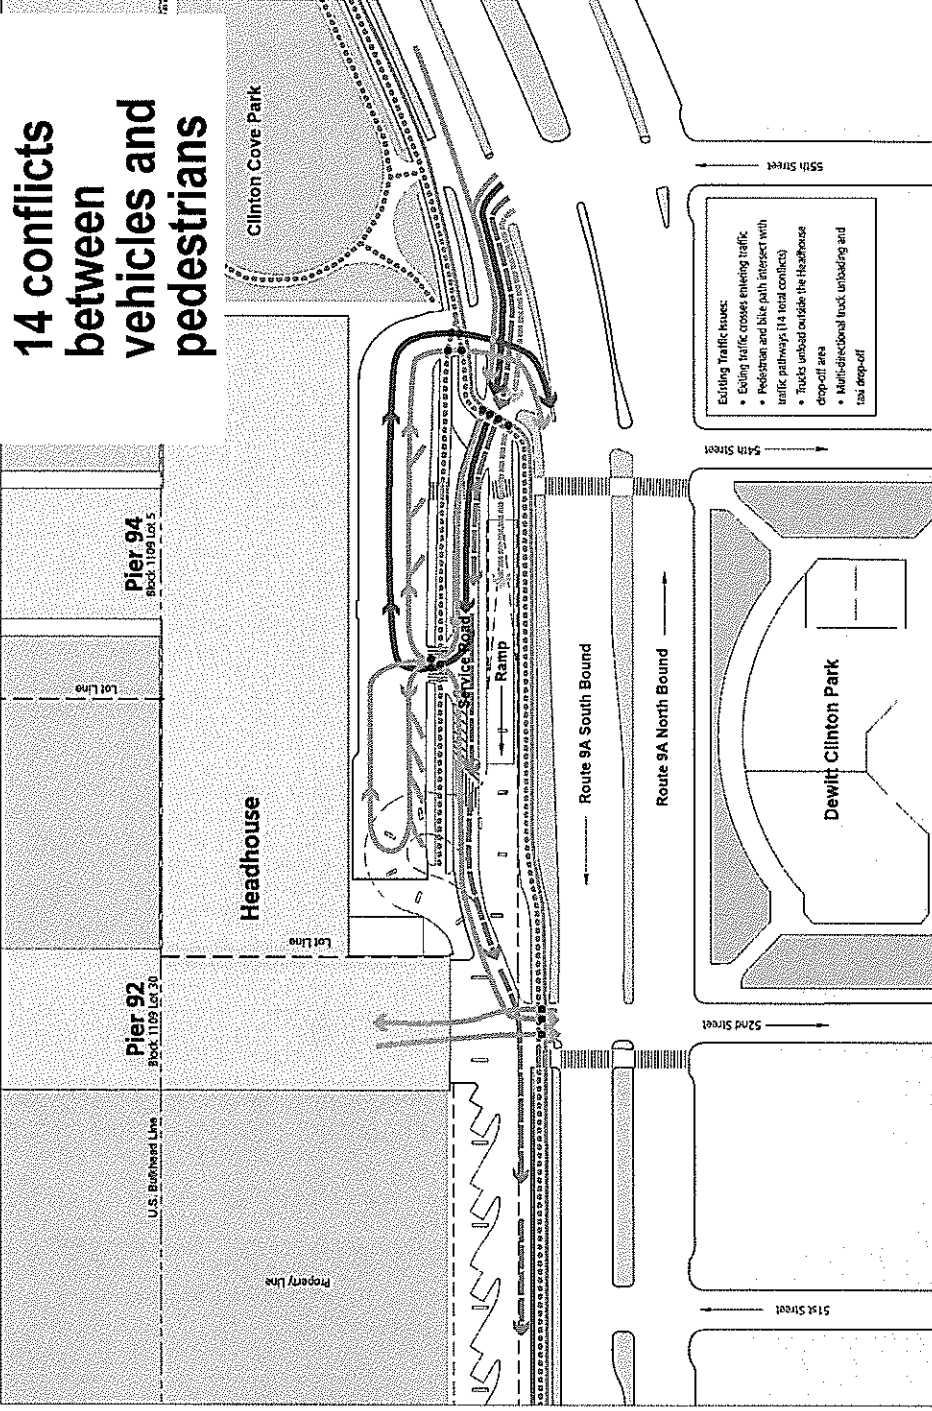 14 conflicts
between
vehicles and
pedestrians
Clinton Cove Park
Pier 94
Block 1109 Lot 5
Lot Line
Headhouse
Lot Line
Pier 92
Block 1109 Lot 30
U.S. Bulkhead Line
Property Line
Service Road
Ramp
Route 9A South Bound
Route 9A North Bound
Dewitt Clinton Park
55th Street
54th Street
52nd Street
51st Street
Existing Traffic Issues:
• Exiting traffic crosses entering traffic
• Pedestrian and bike path intersect with
traffic pathways (14 total conflicts)
• Trucks unload outside the Headhouse
drop-off area
• Multi-directional truck unloading and
taxi drop-off